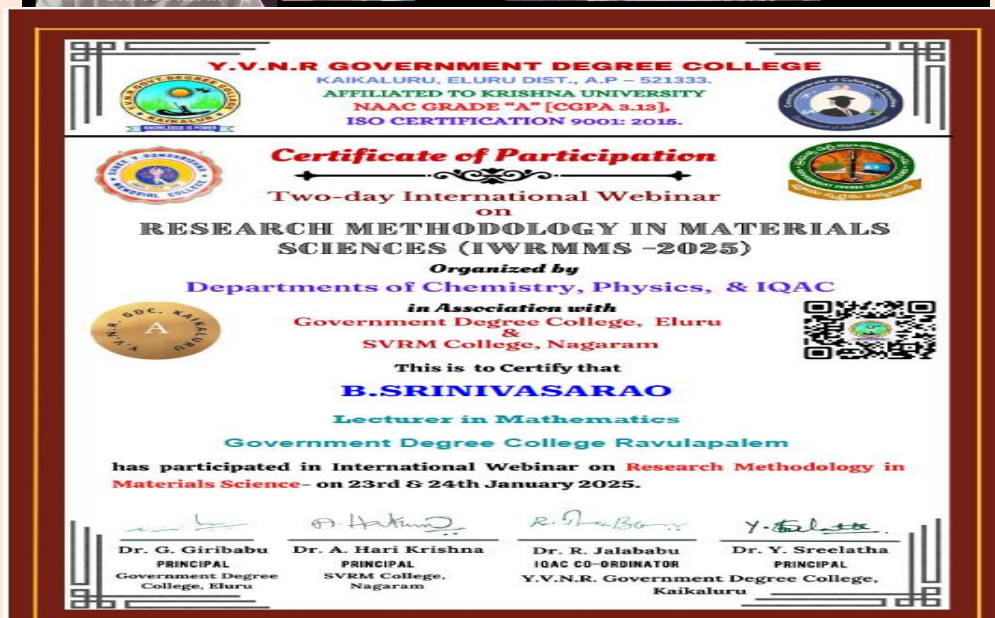 Y.V.N.R GOVERNMENT DEGREE COLLEGE
KAIKALURU, ELURU DIST., A.P – 521333.
AFFILIATED TO KRISHNA UNIVERSITY
NAAC GRADE “A” [CGPA 3.13],
ISO CERTIFICATION 9001: 2015.
KNOWLEDGE IS POWER
Certificate of Participation
Two-day International Webinar
on
RESEARCH METHODOLOGY IN MATERIALS
SCIENCES (IWRMMS –2025)
Organized by
Departments of Chemistry, Physics, & IQAC
in Association with
Government Degree College, Eluru
&
SVRM College, Nagaram
Y.V.N.R. GDC, KAIKALURU
A
This is to Certify that
B.SRINIVASARAO
Lecturer in Mathematics
Government Degree College Ravulapalem
has participated in International Webinar on Research Methodology in
Materials Science- on 23rd & 24th January 2025.
Dr. G. Giribabu
PRINCIPAL
Government Degree
College, Eluru
Dr. A. Hari Krishna
PRINCIPAL
SVRM College,
Nagaram
Dr. R. Jalababu
IQAC CO-ORDINATOR
Dr. Y. Sreelatha
PRINCIPAL
Y.V.N.R. Government Degree College,
Kaikaluru